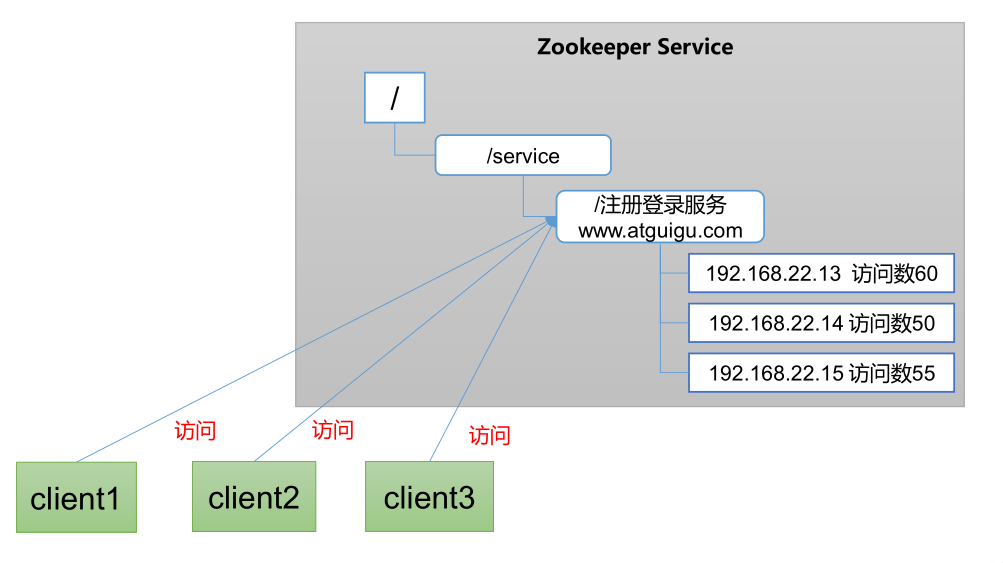 Zookeeper Service
/
/service
/注册登录服务
www.atguigu.com
192.168.22.13 访问数60
192.168.22.14 访问数50
192.168.22.15 访问数55
访问
访问
访问
client1
client2
client3